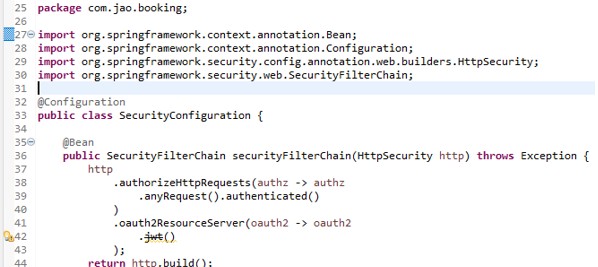 25 package com.jao.booking;
26
27 import org.springframework.context.annotation.Bean;
28 import org.springframework.context.annotation.Configuration;
29 import org.springframework.security.config.annotation.web.builders.HttpSecurity;
30 import org.springframework.security.web.SecurityFilterChain;
31
32 @Configuration
33 public class SecurityConfiguration {
34
35     @Bean
36     public SecurityFilterChain securityFilterChain(HttpSecurity http) throws Exception {
37         http
38             .authorizeHttpRequests(authz -> authz
39                 .anyRequest().authenticated()
40             )
41             .oauth2ResourceServer(oauth2 -> oauth2
42                 .jwt()
43             );
44         return http.build();